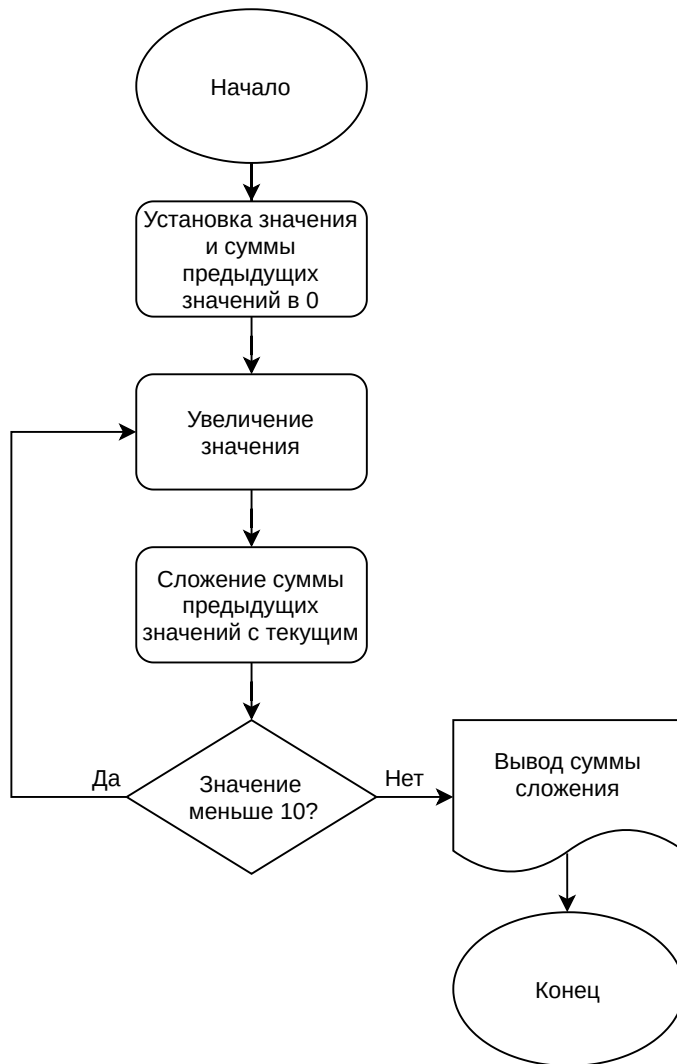 Начало
Установка значения
и суммы
предыдущих
значений в 0
Увеличение
значения
Сложение суммы
предыдущих
значений с текущим
Да
Значение
меньше 10?
Нет
Вывод суммы
сложения
Конец